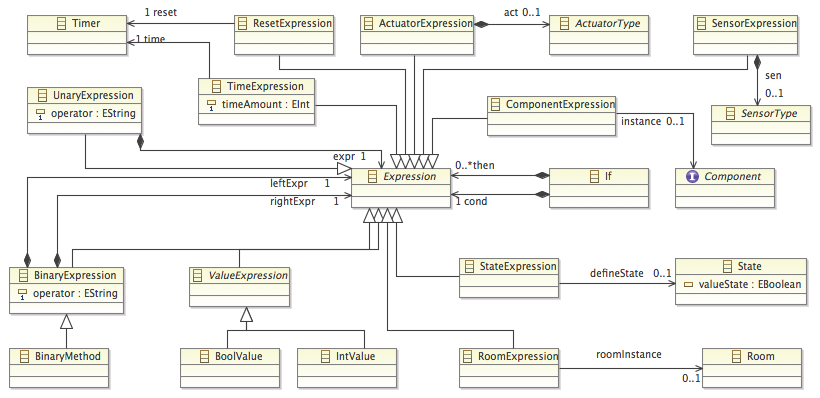 Timer
1 reset
ResetExpression
ActuatorExpression
act 0..1
ActuatorType
SensorExpression
1 time
sen
0..1
TimeExpression
timeAmount : EInt
UnaryExpression
operator : EString
ComponentExpression
SensorType
instance 0..1
expr 1
Expression
0..*then
If
Component
leftExpr 1
rightExpr 1
1 cond
BinaryExpression
operator : EString
ValueExpression
StateExpression
defineState 0..1
State
valueState : EBoolean
BinaryMethod
BoolValue
IntValue
RoomExpression
roomInstance
0..1
Room